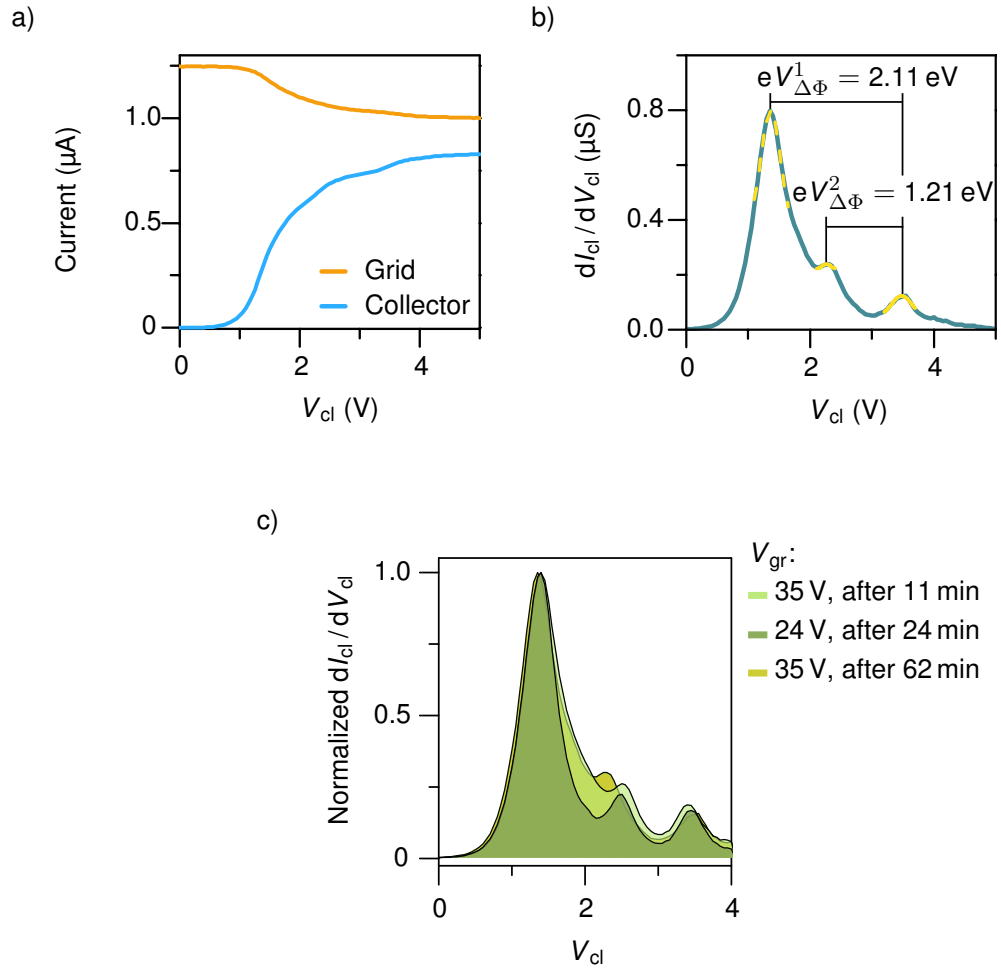 a)
Current (µA)
1.0
0.5
0
Grid
Collector
0 2 4
V_cl (V)
b)
dI_cl / dV_cl (µS)
0.8
0.4
0.0
eV^1_ΔΦ = 2.11 eV
eV^2_ΔΦ = 1.21 eV
0 2 4
V_cl (V)
c)
Normalized dI_cl / dV_cl
1.0
0.5
0
0 2 4
V_cl
V_gr:
35 V, after 11 min
24 V, after 24 min
35 V, after 62 min